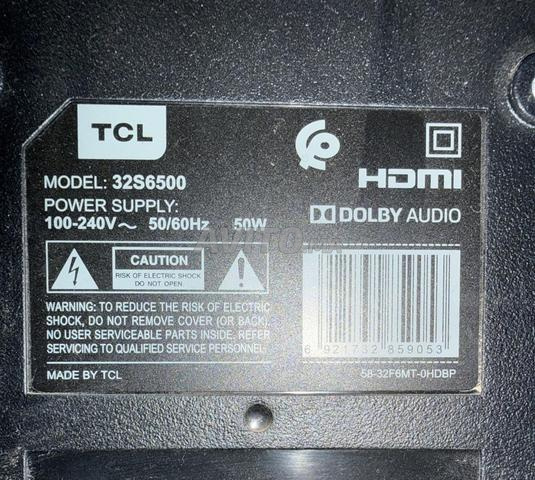 TCL
MODEL: 32S6500
POWER SUPPLY:
100-240V～ 50/60Hz 50W
CAUTION
RISK OF ELECTRIC SHOCK
DO NOT OPEN
WARNING: TO REDUCE THE RISK OF ELECTRIC
SHOCK, DO NOT REMOVE COVER (OR BACK).
NO USER SERVICEABLE PARTS INSIDE. REFER
SERVICING TO QUALIFIED SERVICE PERSONNEL.
MADE BY TCL
HDMI
DOLBY AUDIO
6 921732 859053
58-32F6MT-0HDBP